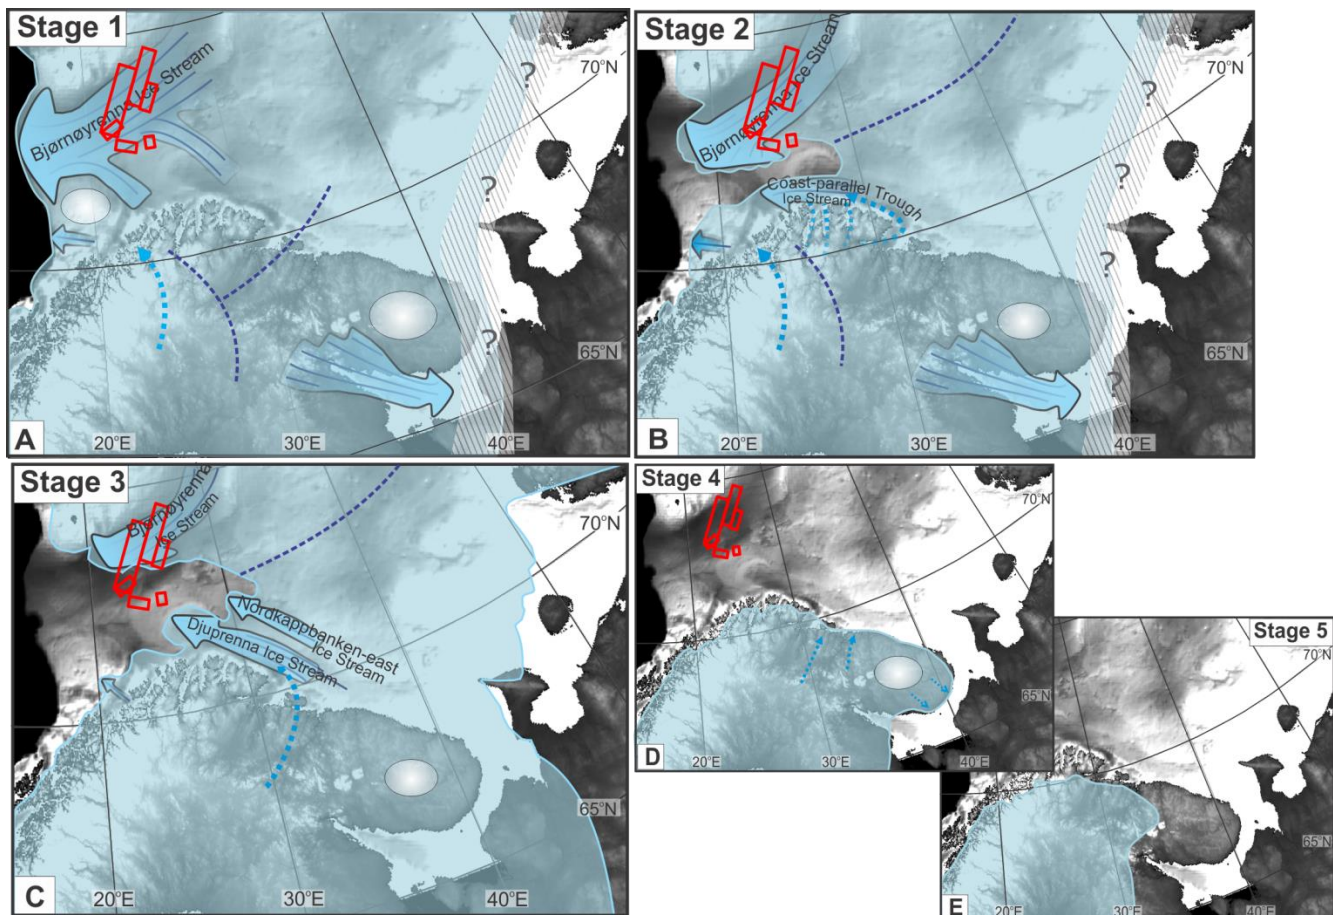 Stage 1
Bjørnøyrenna Ice Stream
?
?
?
70°N
65°N
A
20°E
30°E
40°E
Stage 2
Bjørnøyrenna Ice Stream
Coast-parallel Trough
Ice Stream
?
?
?
?
70°N
65°N
B
20°E
30°E
40°E
Stage 3
Bjørnøyrenna
Ice Stream
Nordkappbanken-east
Ice Stream
Djuprenna Ice Stream
70°N
65°N
C
20°E
30°E
40°E
Stage 4
70°N
65°N
D
20°E
30°E
40°E
Stage 5
70°N
65°N
E
20°E
30°E
40°E